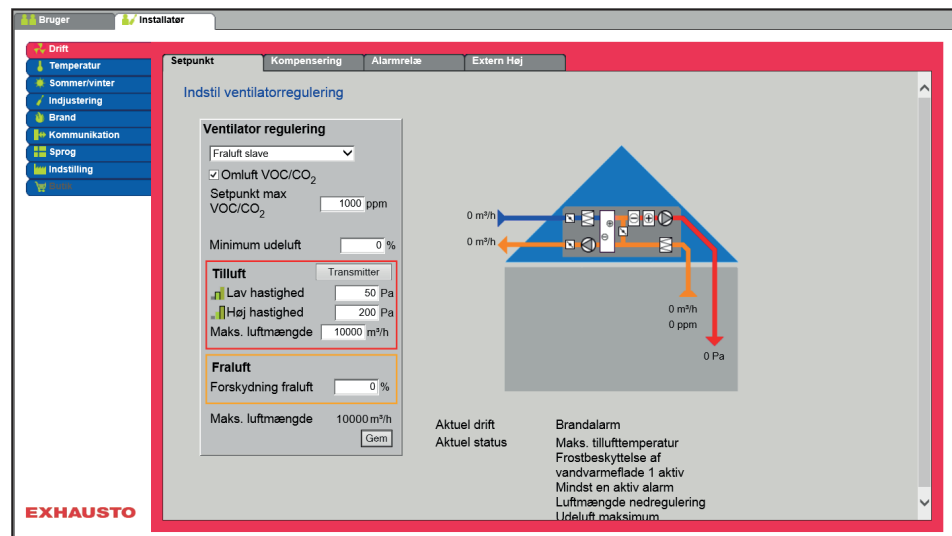 Bruger
Installatør
Drift
Temperatur
Sommer/vinter
Indjustering
Brand
Kommunikation
Sprog
Indstilling
Butik
EXHAUSTO
Setpunkt
Kompensering
Alarmrelæ
Extern Høj
Indstil ventilatorregulering
Ventilator regulering
Fraluft slave
Omluft VOC/CO2
Setpunkt max
VOC/CO2 1000 ppm
Minimum udeluft 0 %
Tilluft Transmitter
Lav hastighed 50 Pa
Høj hastighed 200 Pa
Maks. luftmængde 10000 m³/h
Fraluft
Forskydning fraluft 0 %
Maks. luftmængde 10000 m³/h
Gem
0 m³/h
0 m³/h
0 m³/h
0 ppm
0 Pa
Aktuel drift Brandalarm
Aktuel status Maks. tillufttemperatur
Frostbeskyttelse af
vandvarmeflade 1 aktiv
Mindst en aktiv alarm
Luftmængde nedregulering
Udeluft maksimum